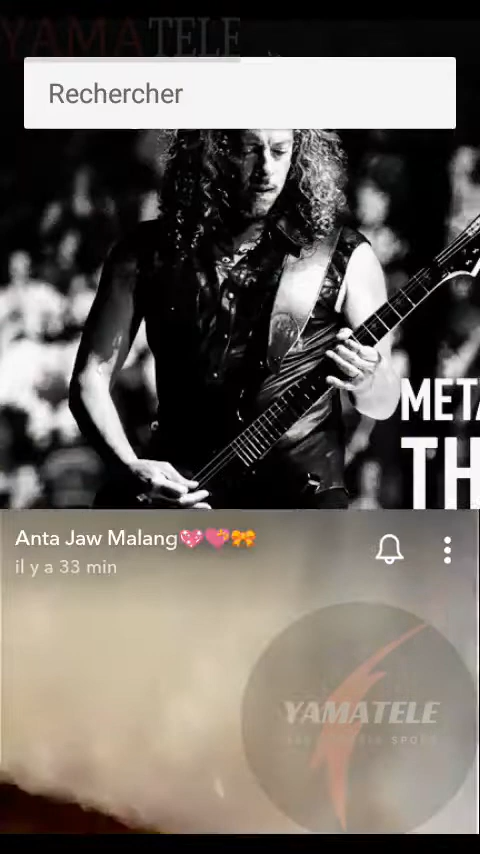 YAMATELE
Rechercher
META
TH
Anta Jaw Malang💖💝🎀
il y a 33 min
YAMATELE